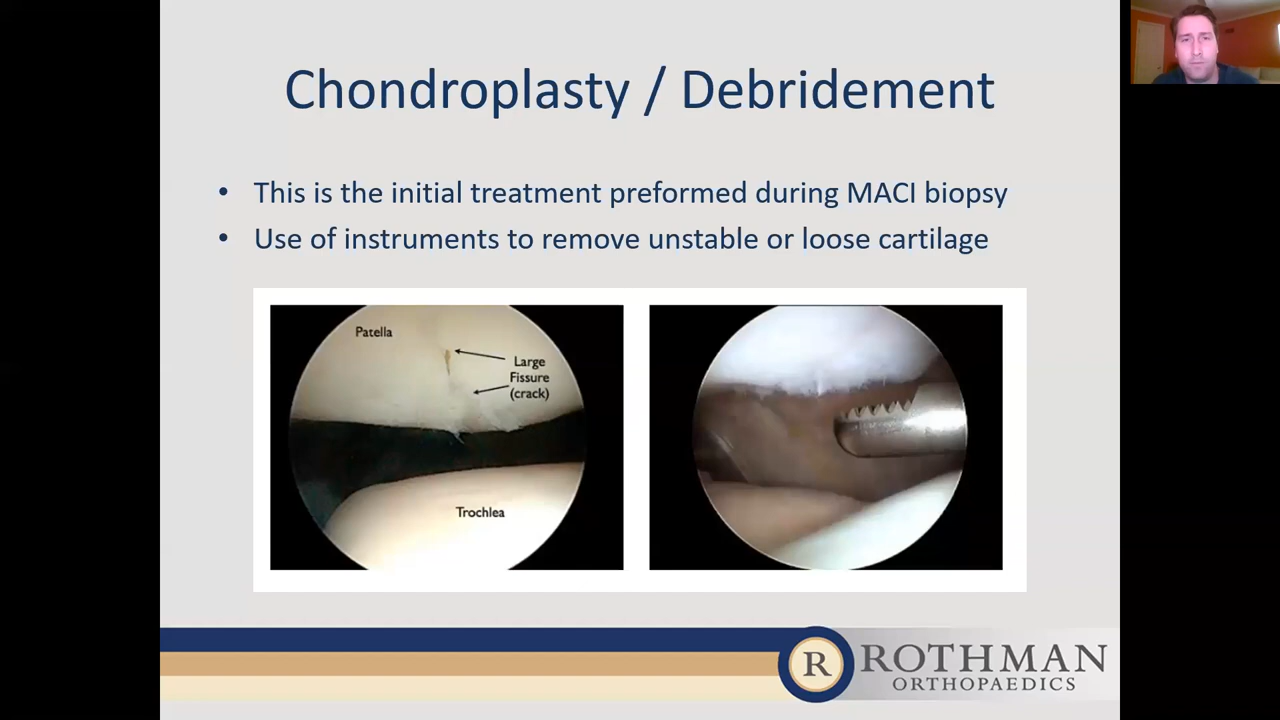 Chondroplasty / Debridement
• This is the initial treatment preformed during MACI biopsy
• Use of instruments to remove unstable or loose cartilage
Patella
Large
Fissure
(crack)
Trochlea
R
ROTHMAN
ORTHOPAEDICS